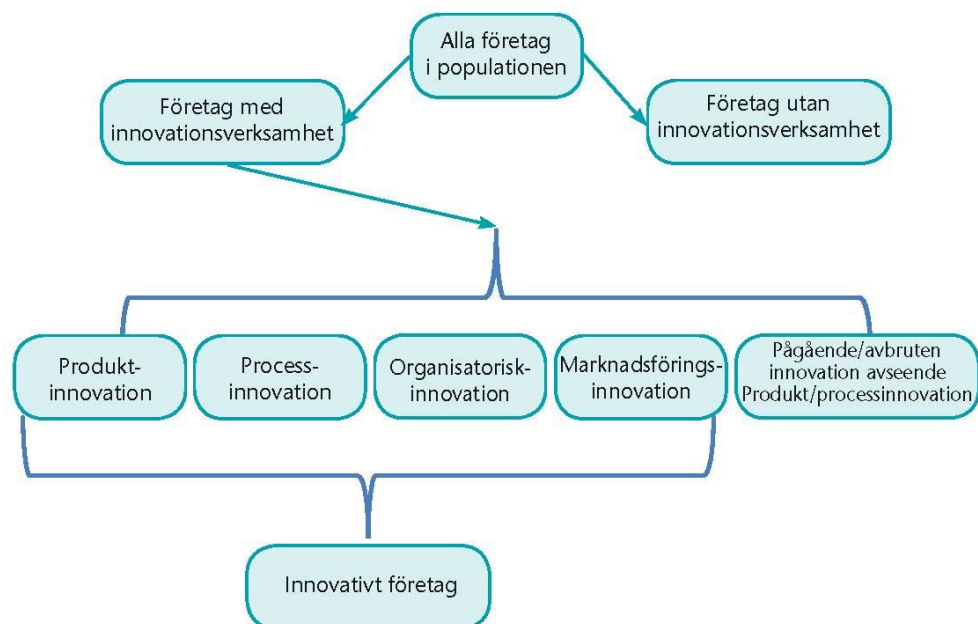 Alla företag
i populationen
Företag med
innovationsverksamhet
Företag utan
innovationsverksamhet
Produkt-
innovation
Process-
innovation
Organisatorisk-
innovation
Marknadsförings-
innovation
Pågående/avbruten
innovation avseende
Produkt/processinnovation
Innovativt företag